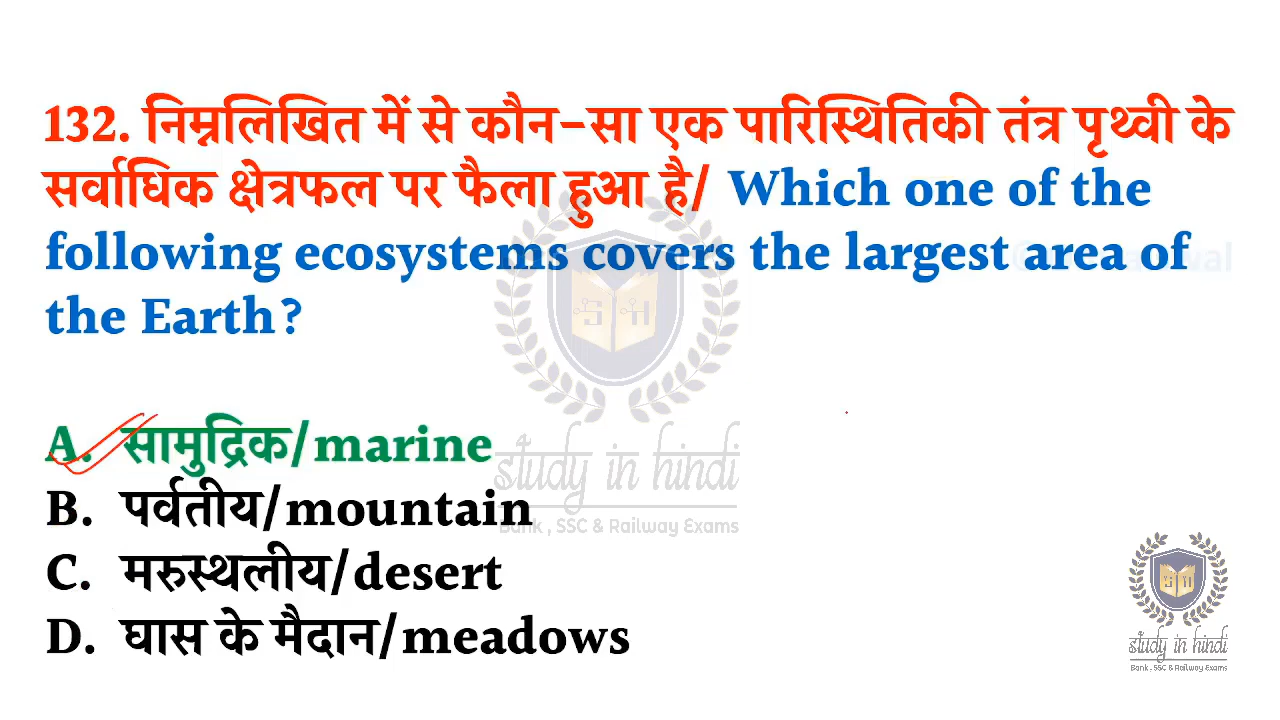 132. निम्नलिखित में से कौन-सा एक पारिस्थितिकी तंत्र पृथ्वी के
सर्वाधिक क्षेत्रफल पर फैला हुआ है/ Which one of the
following ecosystems covers the largest area of
the Earth?
A. सामुद्रिक/marine
B. पर्वतीय/mountain
C. मरुस्थलीय/desert
D. घास के मैदान/meadows
SH
study in hindi
Bank , SSC & Railway Exams
SH
study in hindi
Bank , SSC & Railway Exams